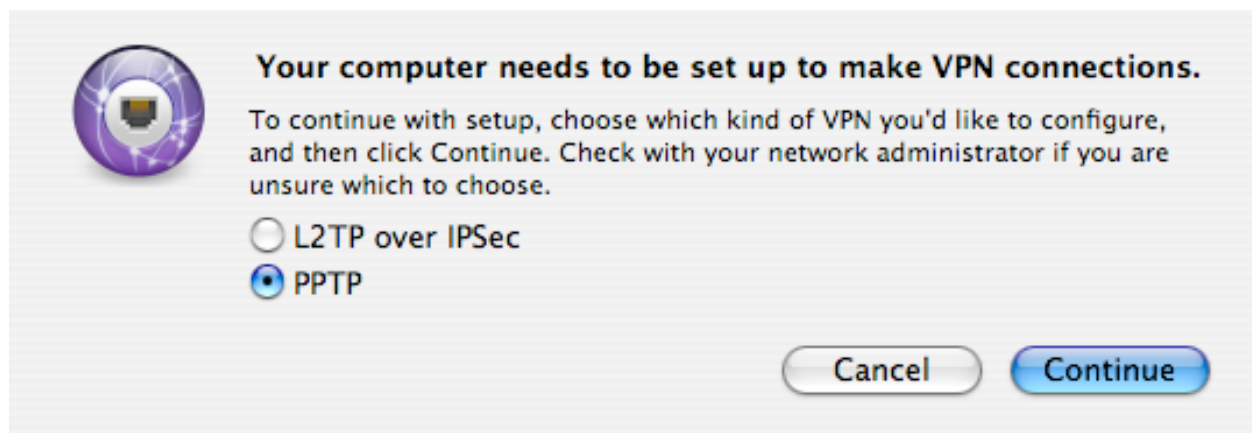 Your computer needs to be set up to make VPN connections.
To continue with setup, choose which kind of VPN you'd like to configure,
and then click Continue. Check with your network administrator if you are
unsure which to choose.
L2TP over IPSec
PPTP
Cancel
Continue